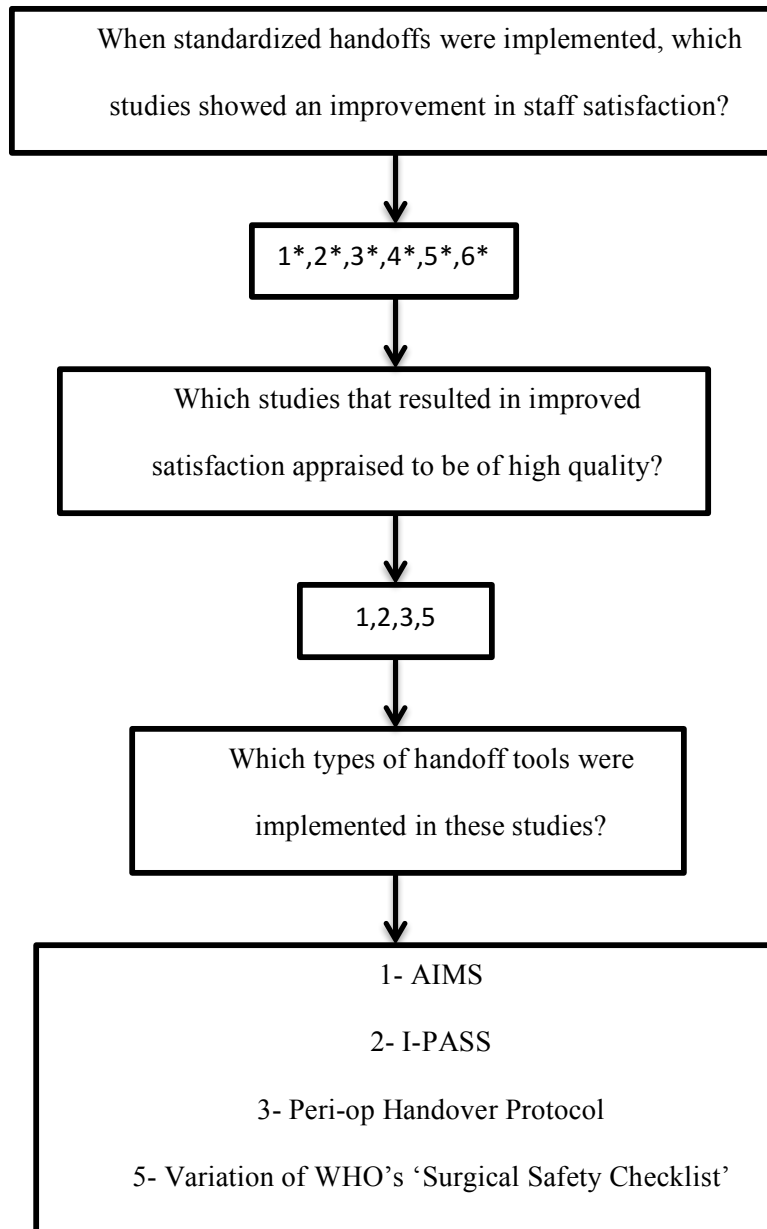 When standardized handoffs were implemented, which
studies showed an improvement in staff satisfaction?
1*,2*,3*,4*,5*,6*
Which studies that resulted in improved
satisfaction appraised to be of high quality?
1,2,3,5
Which types of handoff tools were
implemented in these studies?
1- AIMS
2- I-PASS
3- Peri-op Handover Protocol
5- Variation of WHO’s ‘Surgical Safety Checklist’